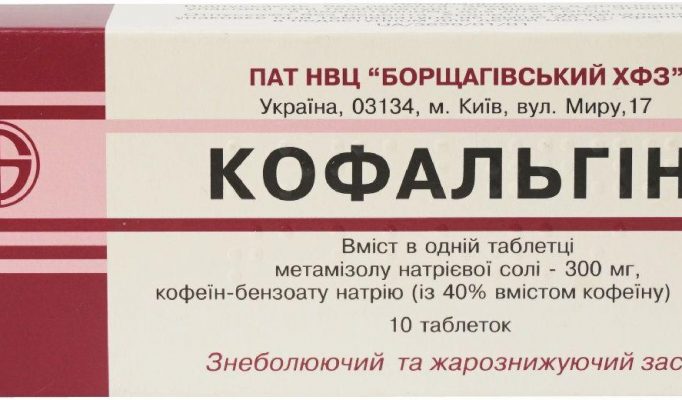 ПАТ НВЦ “БОРЩАГІВСЬКИЙ ХФЗ”
Україна, 03134, м. Київ, вул. Миру,17
КОФАЛЬГІН
Вміст в одній таблетці
метамізолу натрієвої солі - 300 мг,
кофеїн-бензоату натрію (із 40% вмістом кофеїну)
10 таблеток
Знеболюючий та жарознижуючий зас